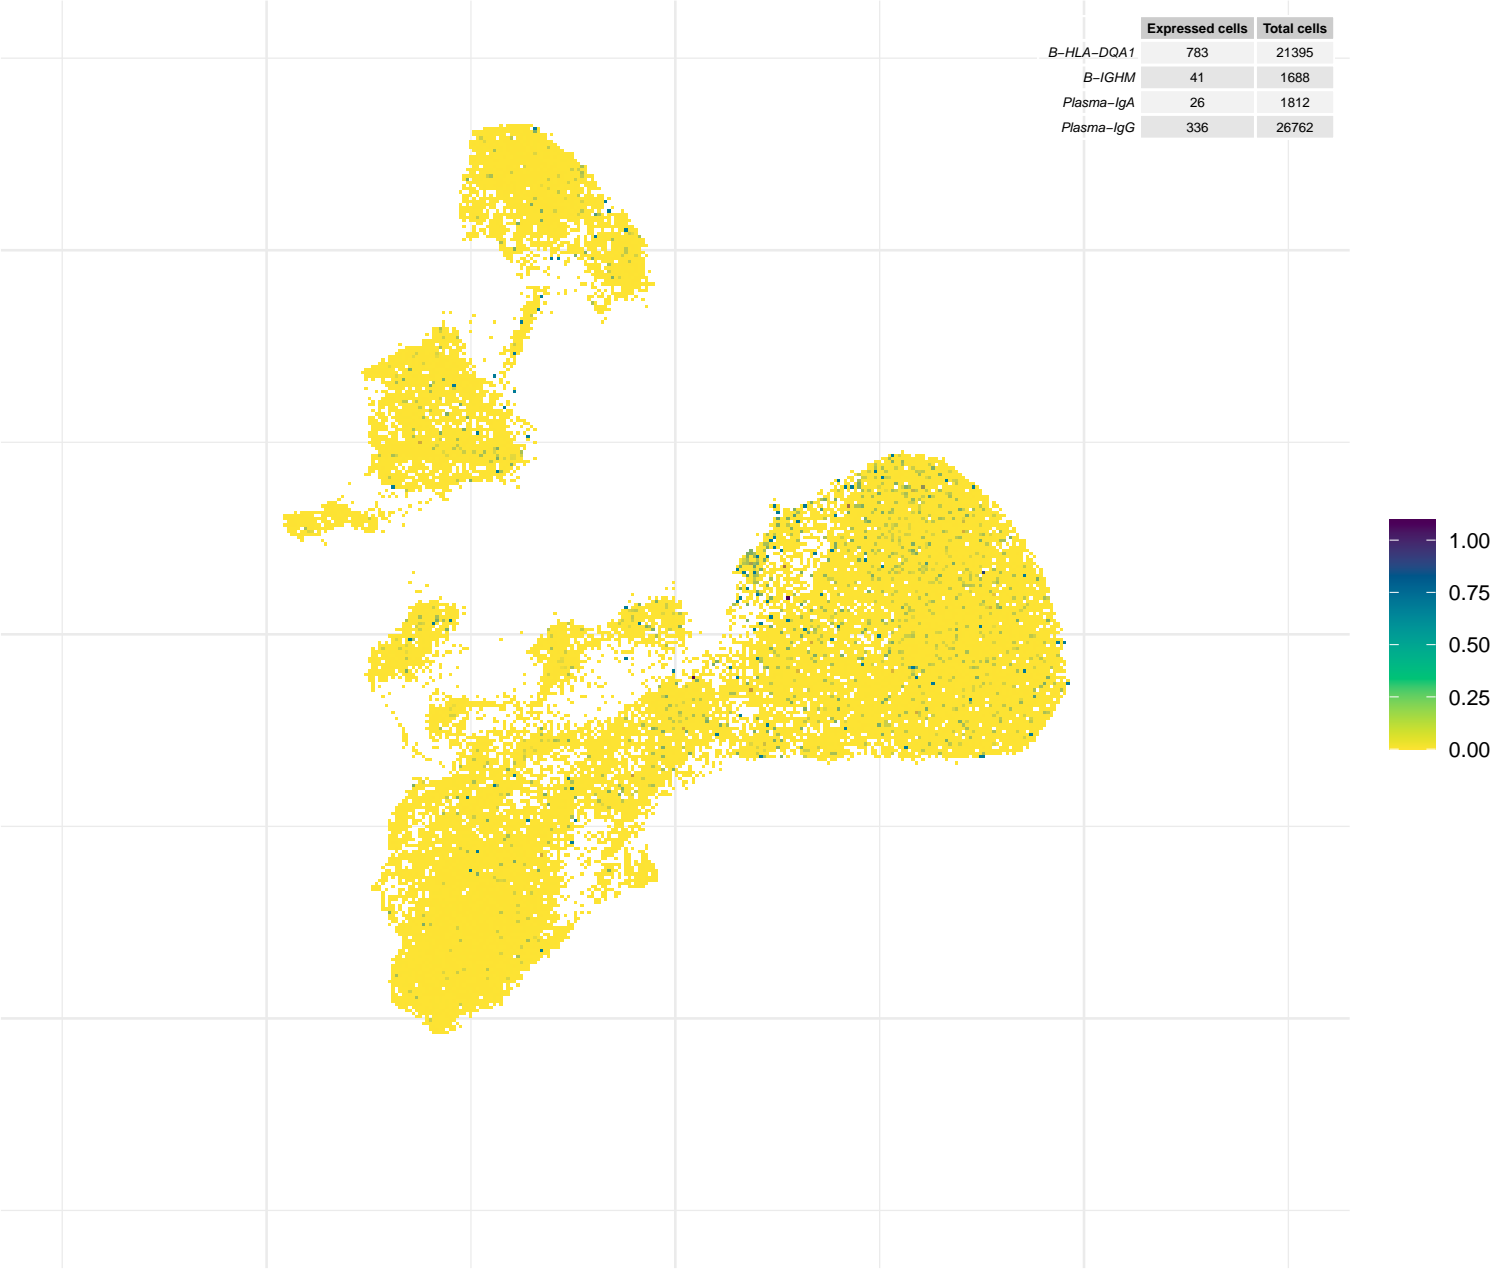 Expressed cells Total cells
B−HLA−DQA1 783 21395
B−IGHM 41 1688
Plasma−IgA 26 1812
Plasma−IgG 336 26762
1.00
0.75
0.50
0.25
0.00